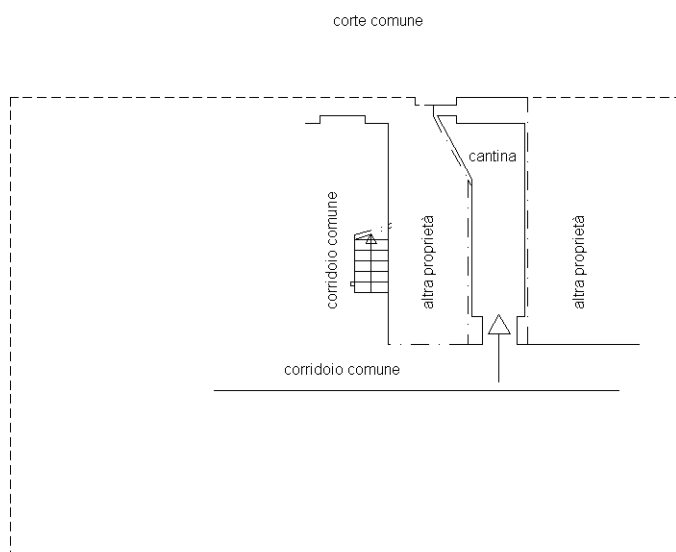 corte comune
cantina
corridoio comune
altra proprietà
altra proprietà
corridoio comune